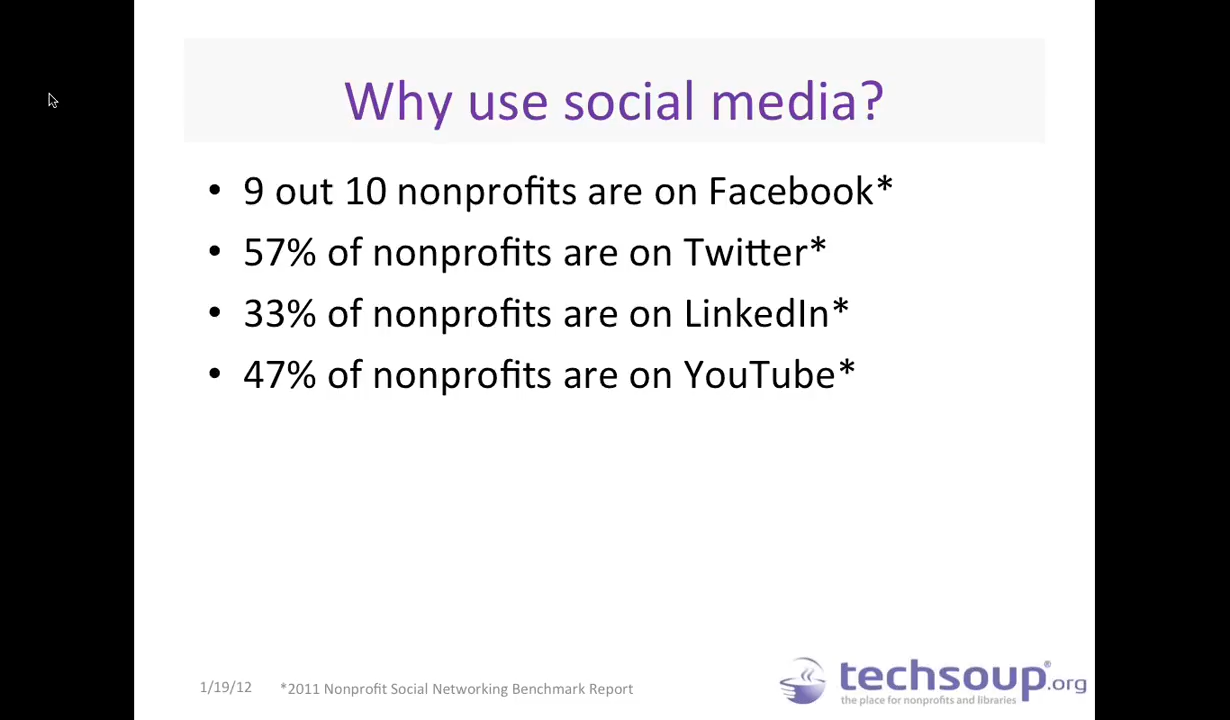 Why use social media?
• 9 out 10 nonprofits are on Facebook*
• 57% of nonprofits are on Twitter*
• 33% of nonprofits are on LinkedIn*
• 47% of nonprofits are on YouTube*
1/19/12 *2011 Nonprofit Social Networking Benchmark Report
techsoup®.org
the place for nonprofits and libraries